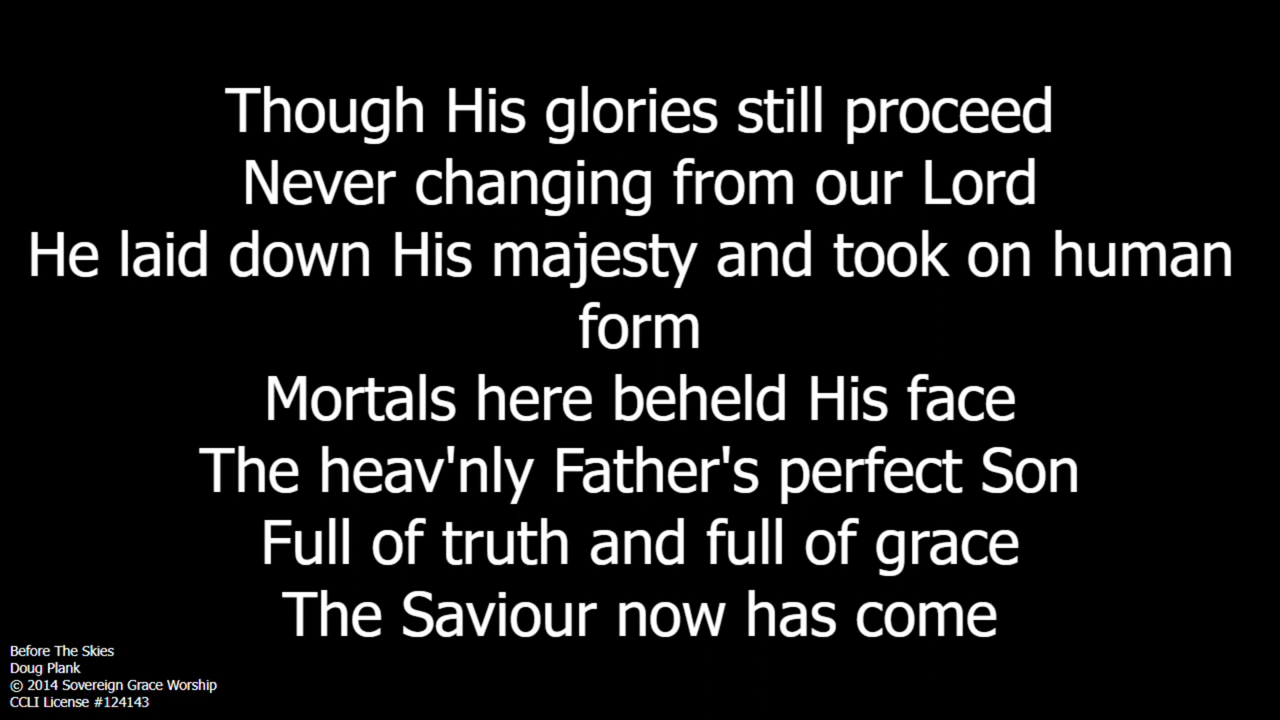 Though His glories still proceed
Never changing from our Lord
He laid down His majesty and took on human
form
Mortals here beheld His face
The heav'nly Father's perfect Son
Full of truth and full of grace
The Saviour now has come
Before The Skies
Doug Plank
© 2014 Sovereign Grace Worship
CCLI License #124143